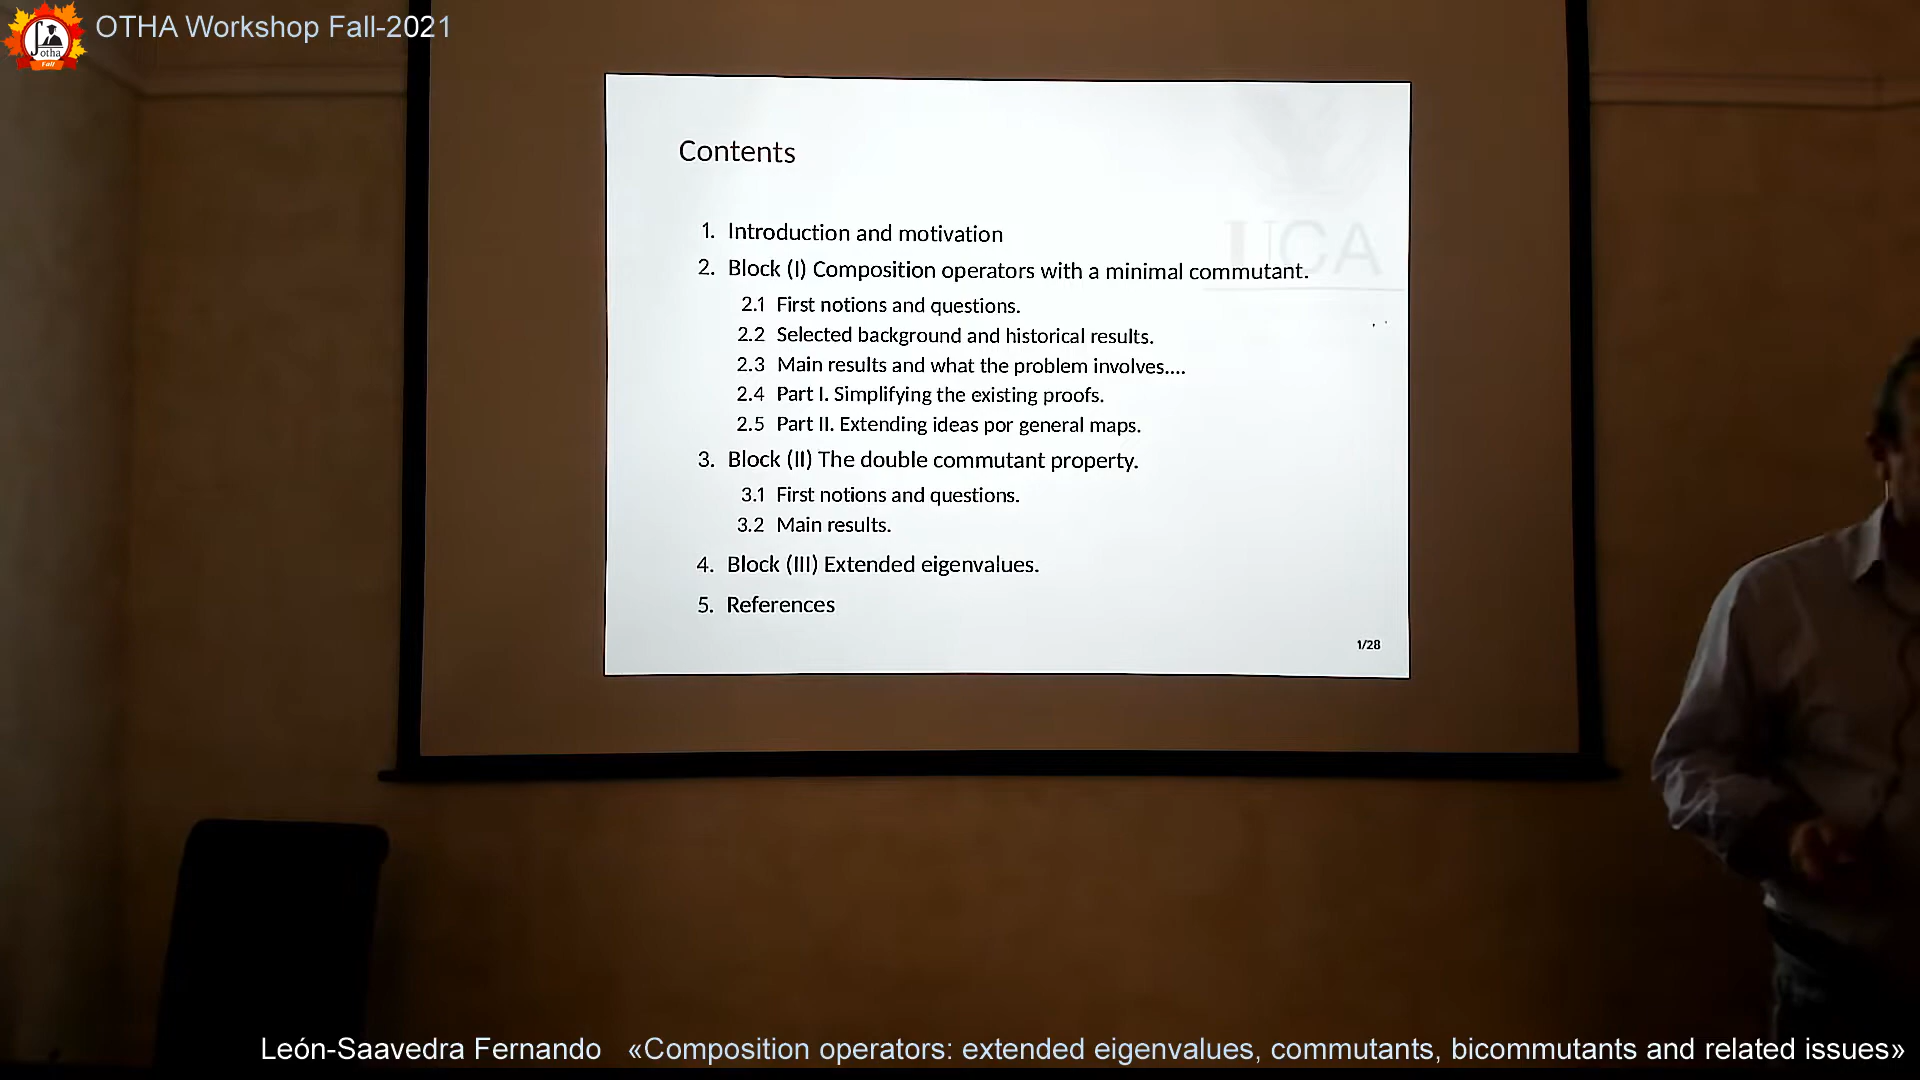 OTHA Workshop Fall-2021
otha
Fall
Contents
UCA
1. Introduction and motivation
2. Block (I) Composition operators with a minimal commutant.
2.1 First notions and questions.
2.2 Selected background and historical results.
2.3 Main results and what the problem involves....
2.4 Part I. Simplifying the existing proofs.
2.5 Part II. Extending ideas por general maps.
3. Block (II) The double commutant property.
3.1 First notions and questions.
3.2 Main results.
4. Block (III) Extended eigenvalues.
5. References
1/28
León-Saavedra Fernando «Composition operators: extended eigenvalues, commutants, bicommutants and related issues»